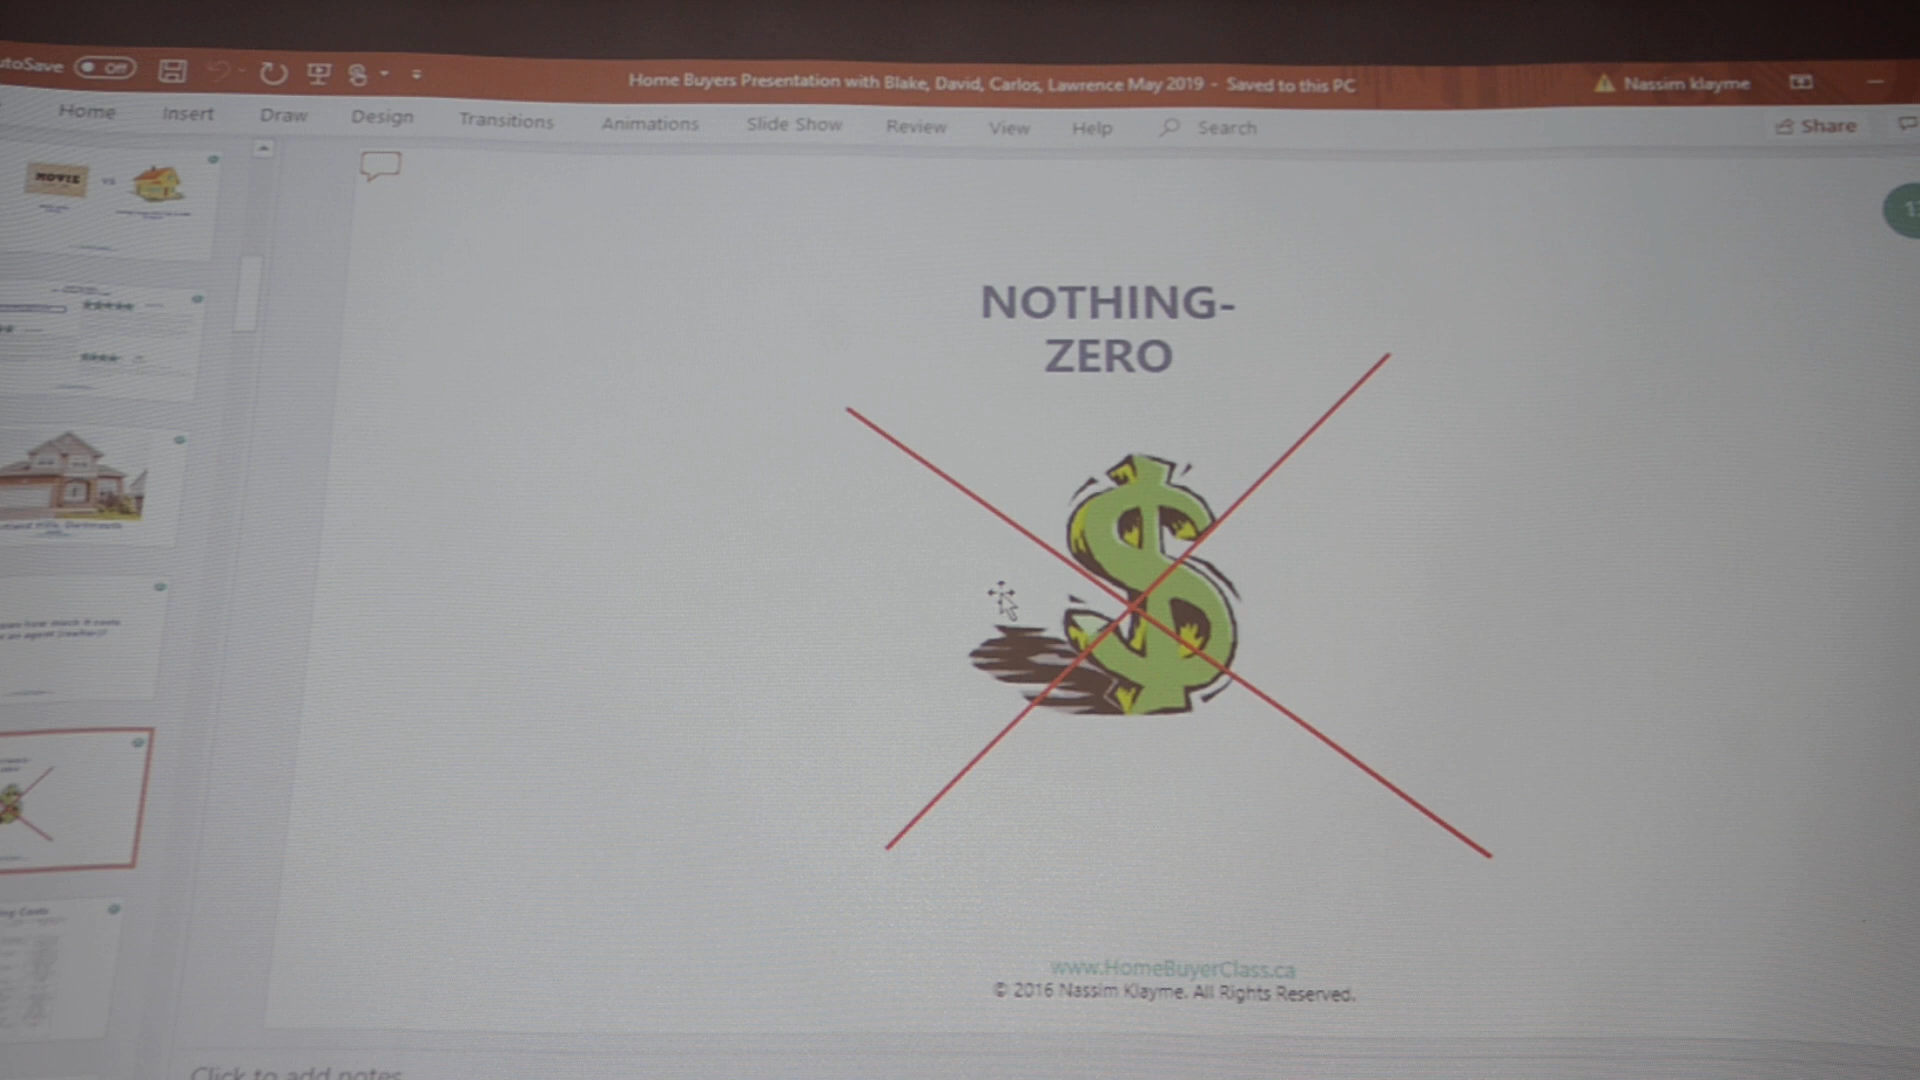 AutoSave Off
Home Buyers Presentation with Blake, David, Carlos, Lawrence May 2019 - Saved to this PC
Nassim klayme
Home Insert Draw Design Transitions Animations Slide Show Review View Help Search
Share
MOVIE
vs
NOTHING-
ZERO
www.HomeBuyerClass.ca
© 2016 Nassim Klayme. All Rights Reserved.
Click to add notes